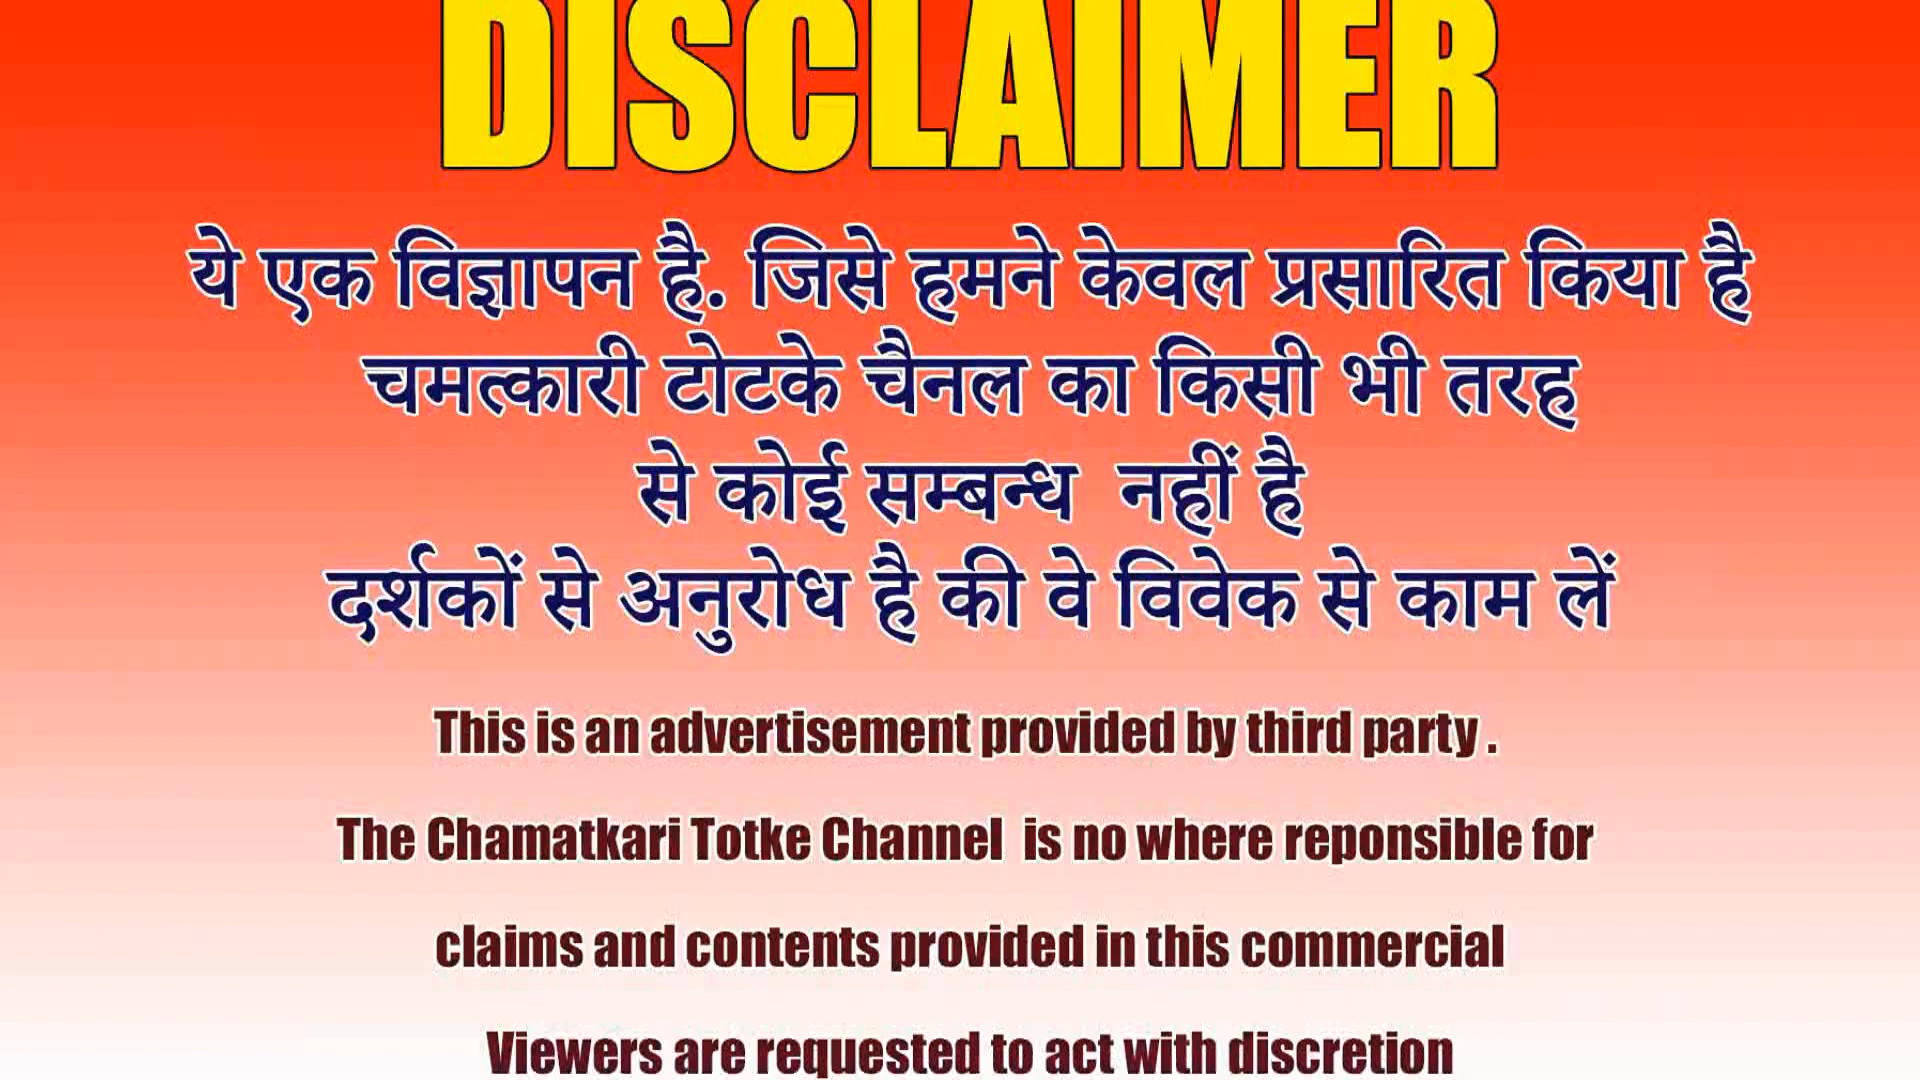 DISCLAIMER
ये एक विज्ञापन है. जिसे हमने केवल प्रसारित किया है
चमत्कारी टोटके चैनल का किसी भी तरह
से कोई सम्बन्ध नहीं है
दर्शकों से अनुरोध है की वे विवेक से काम लें
This is an advertisement provided by third party .
The Chamatkari Totke Channel is no where reponsible for
claims and contents provided in this commercial
Viewers are requested to act with discretion